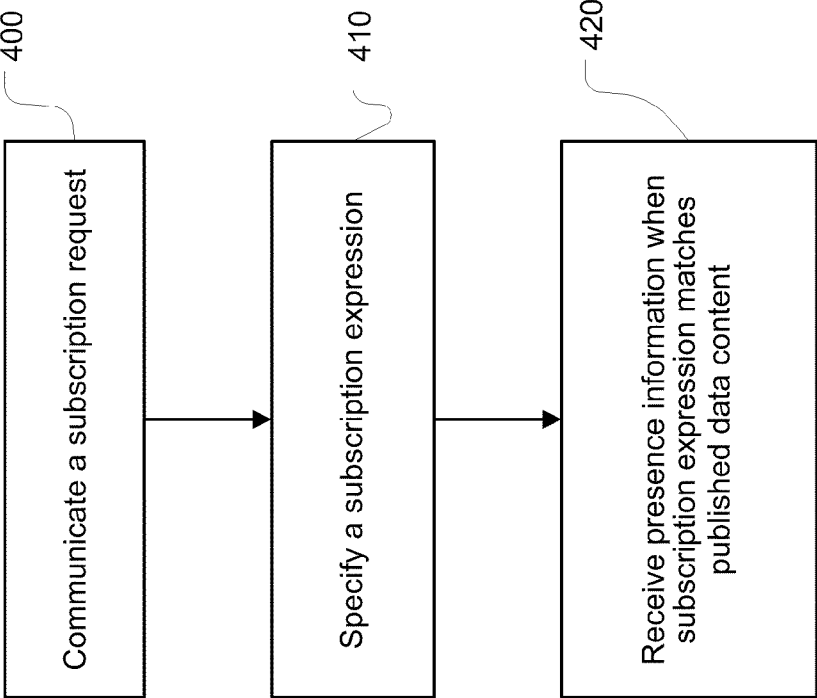 400
Communicate a subscription request
410
Specify a subscription expression
420
Receive presence information when
subscription expression matches
published data content